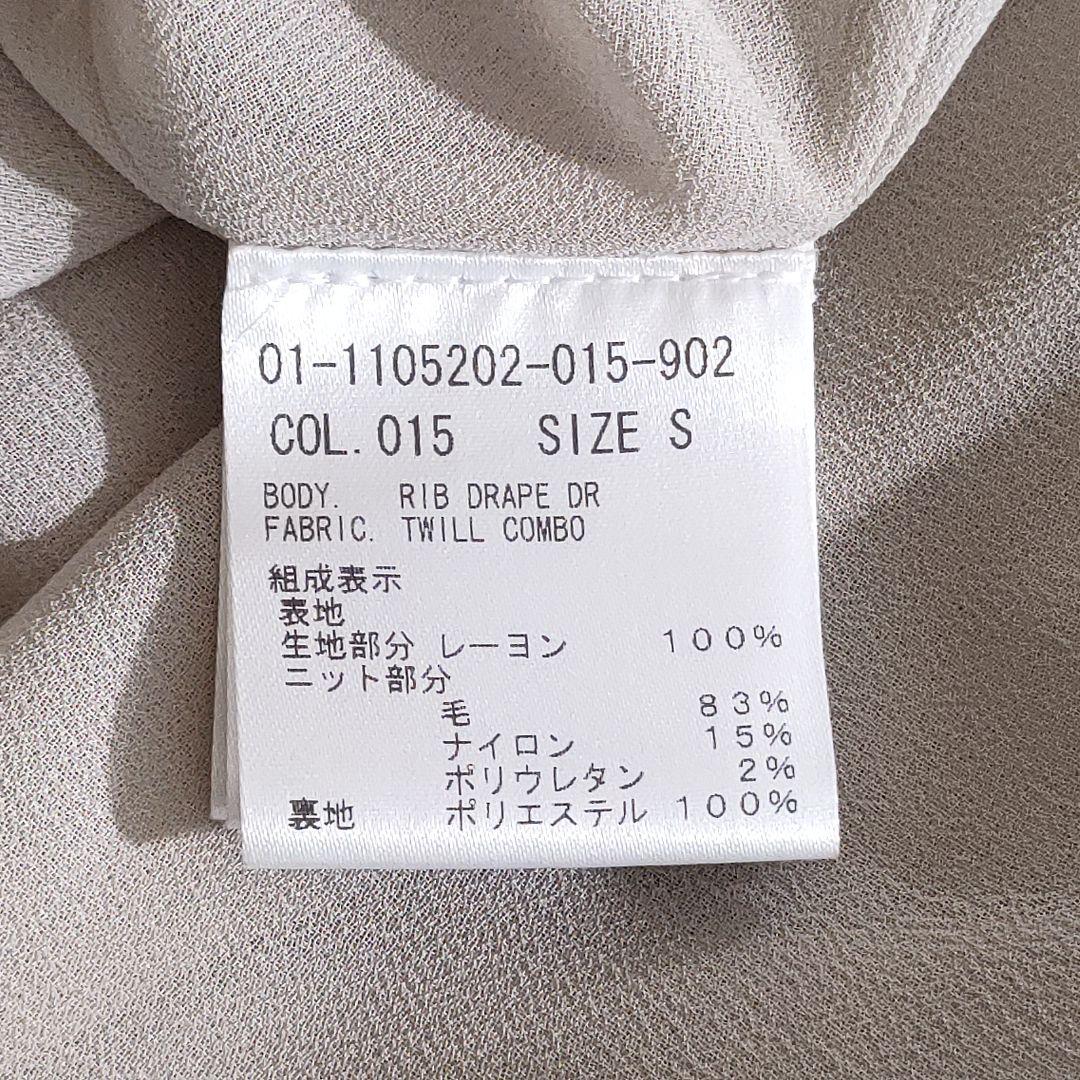 01-1105202-015-902
COL.015 SIZE S
BODY. RIB DRAPE DR
FABRIC. TWILL COMBO
組成表示
表地
生地部分 レーヨン 100%
ニット部分
毛 83%
ナイロン 15%
ポリウレタン 2%
裏地 ポリエステル 100%